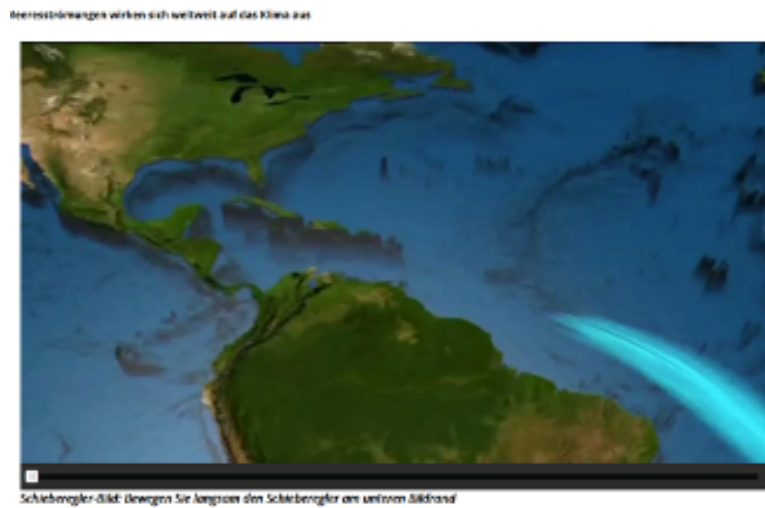 Meeresströmungen wirken sich weltweit auf das Klima aus
Schieberegler-Bild: Bewegen Sie langsam den Schieberegler am unteren Bildrand